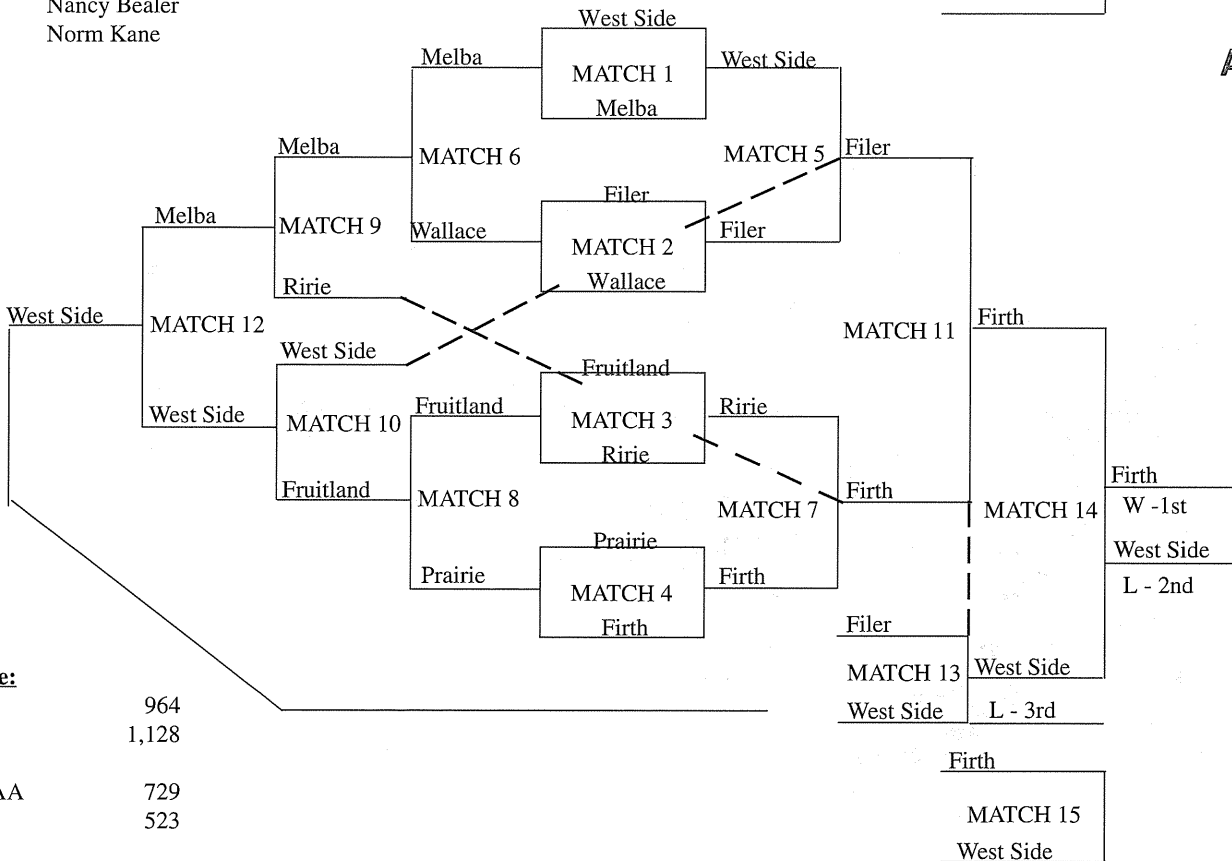 Nancy Bealer
Norm Kane
West Side
Melba
MATCH 1
West Side
Melba
Melba
MATCH 6
MATCH 5
Filer
Filer
Melba
MATCH 9
Wallace
MATCH 2
Filer
Wallace
Ririe
West Side
MATCH 12
MATCH 11
Firth
West Side
Fruitland
West Side
MATCH 10
Fruitland
MATCH 3
Ririe
Ririe
Fruitland
MATCH 8
MATCH 7
Firth
MATCH 14
Firth
W -1st
Prairie
West Side
Prairie
MATCH 4
Firth
L - 2nd
Firth
Filer
MATCH 13
West Side
West Side
L - 3rd
e:
964
1,128
AA 729
523
Firth
MATCH 15
West Side